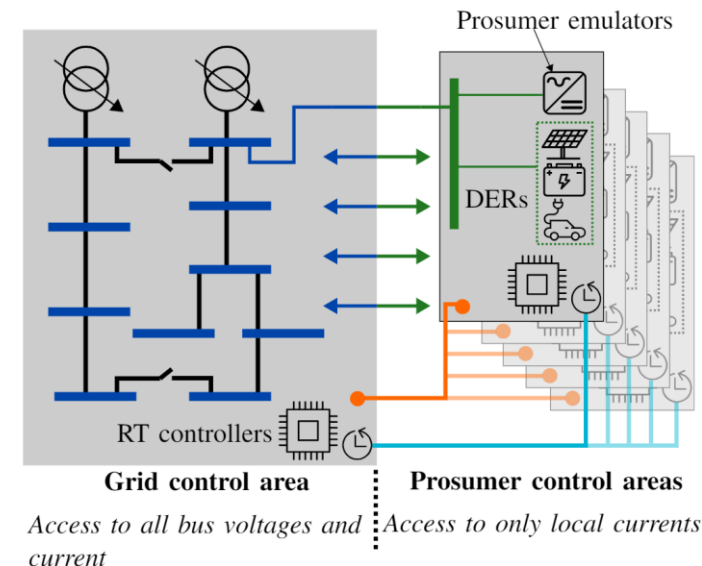 Prosumer emulators
DERs
RT controllers
Grid control area
Prosumer control areas
Access to all bus voltages and
current
Access to only local currents